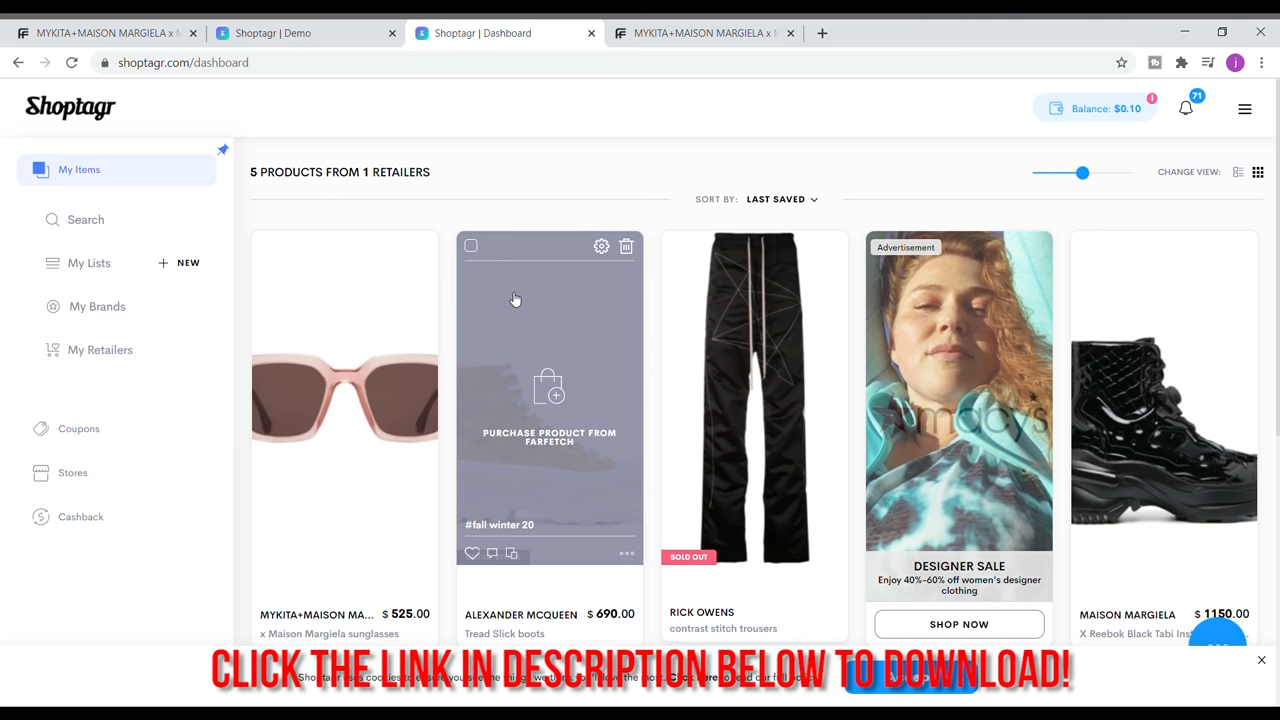 MYKITA+MAISON MARGIELA x M
Shoptagr | Demo
Shoptagr | Dashboard
MYKITA+MAISON MARGIELA x M
shoptagr.com/dashboard
j
Shoptagr
Balance: $0.10
71
My Items
Search
My Lists
+ NEW
My Brands
My Retailers
Coupons
Stores
Cashback
5 PRODUCTS FROM 1 RETAILERS
CHANGE VIEW:
SORT BY: LAST SAVED
PURCHASE PRODUCT FROM
FARFETCH
#fall winter 20
SOLD OUT
Advertisement
macys
DESIGNER SALE
Enjoy 40%-60% off women's designer
clothing
SHOP NOW
MYKITA+MAISON MA... $ 525.00
x Maison Margiela sunglasses
ALEXANDER MCQUEEN $ 690.00
Tread Slick boots
RICK OWENS
contrast stitch trousers
MAISON MARGIELA $ 1150.00
X Reebok Black Tabi
CLICK THE LINK IN DESCRIPTION BELOW TO DOWNLOAD!